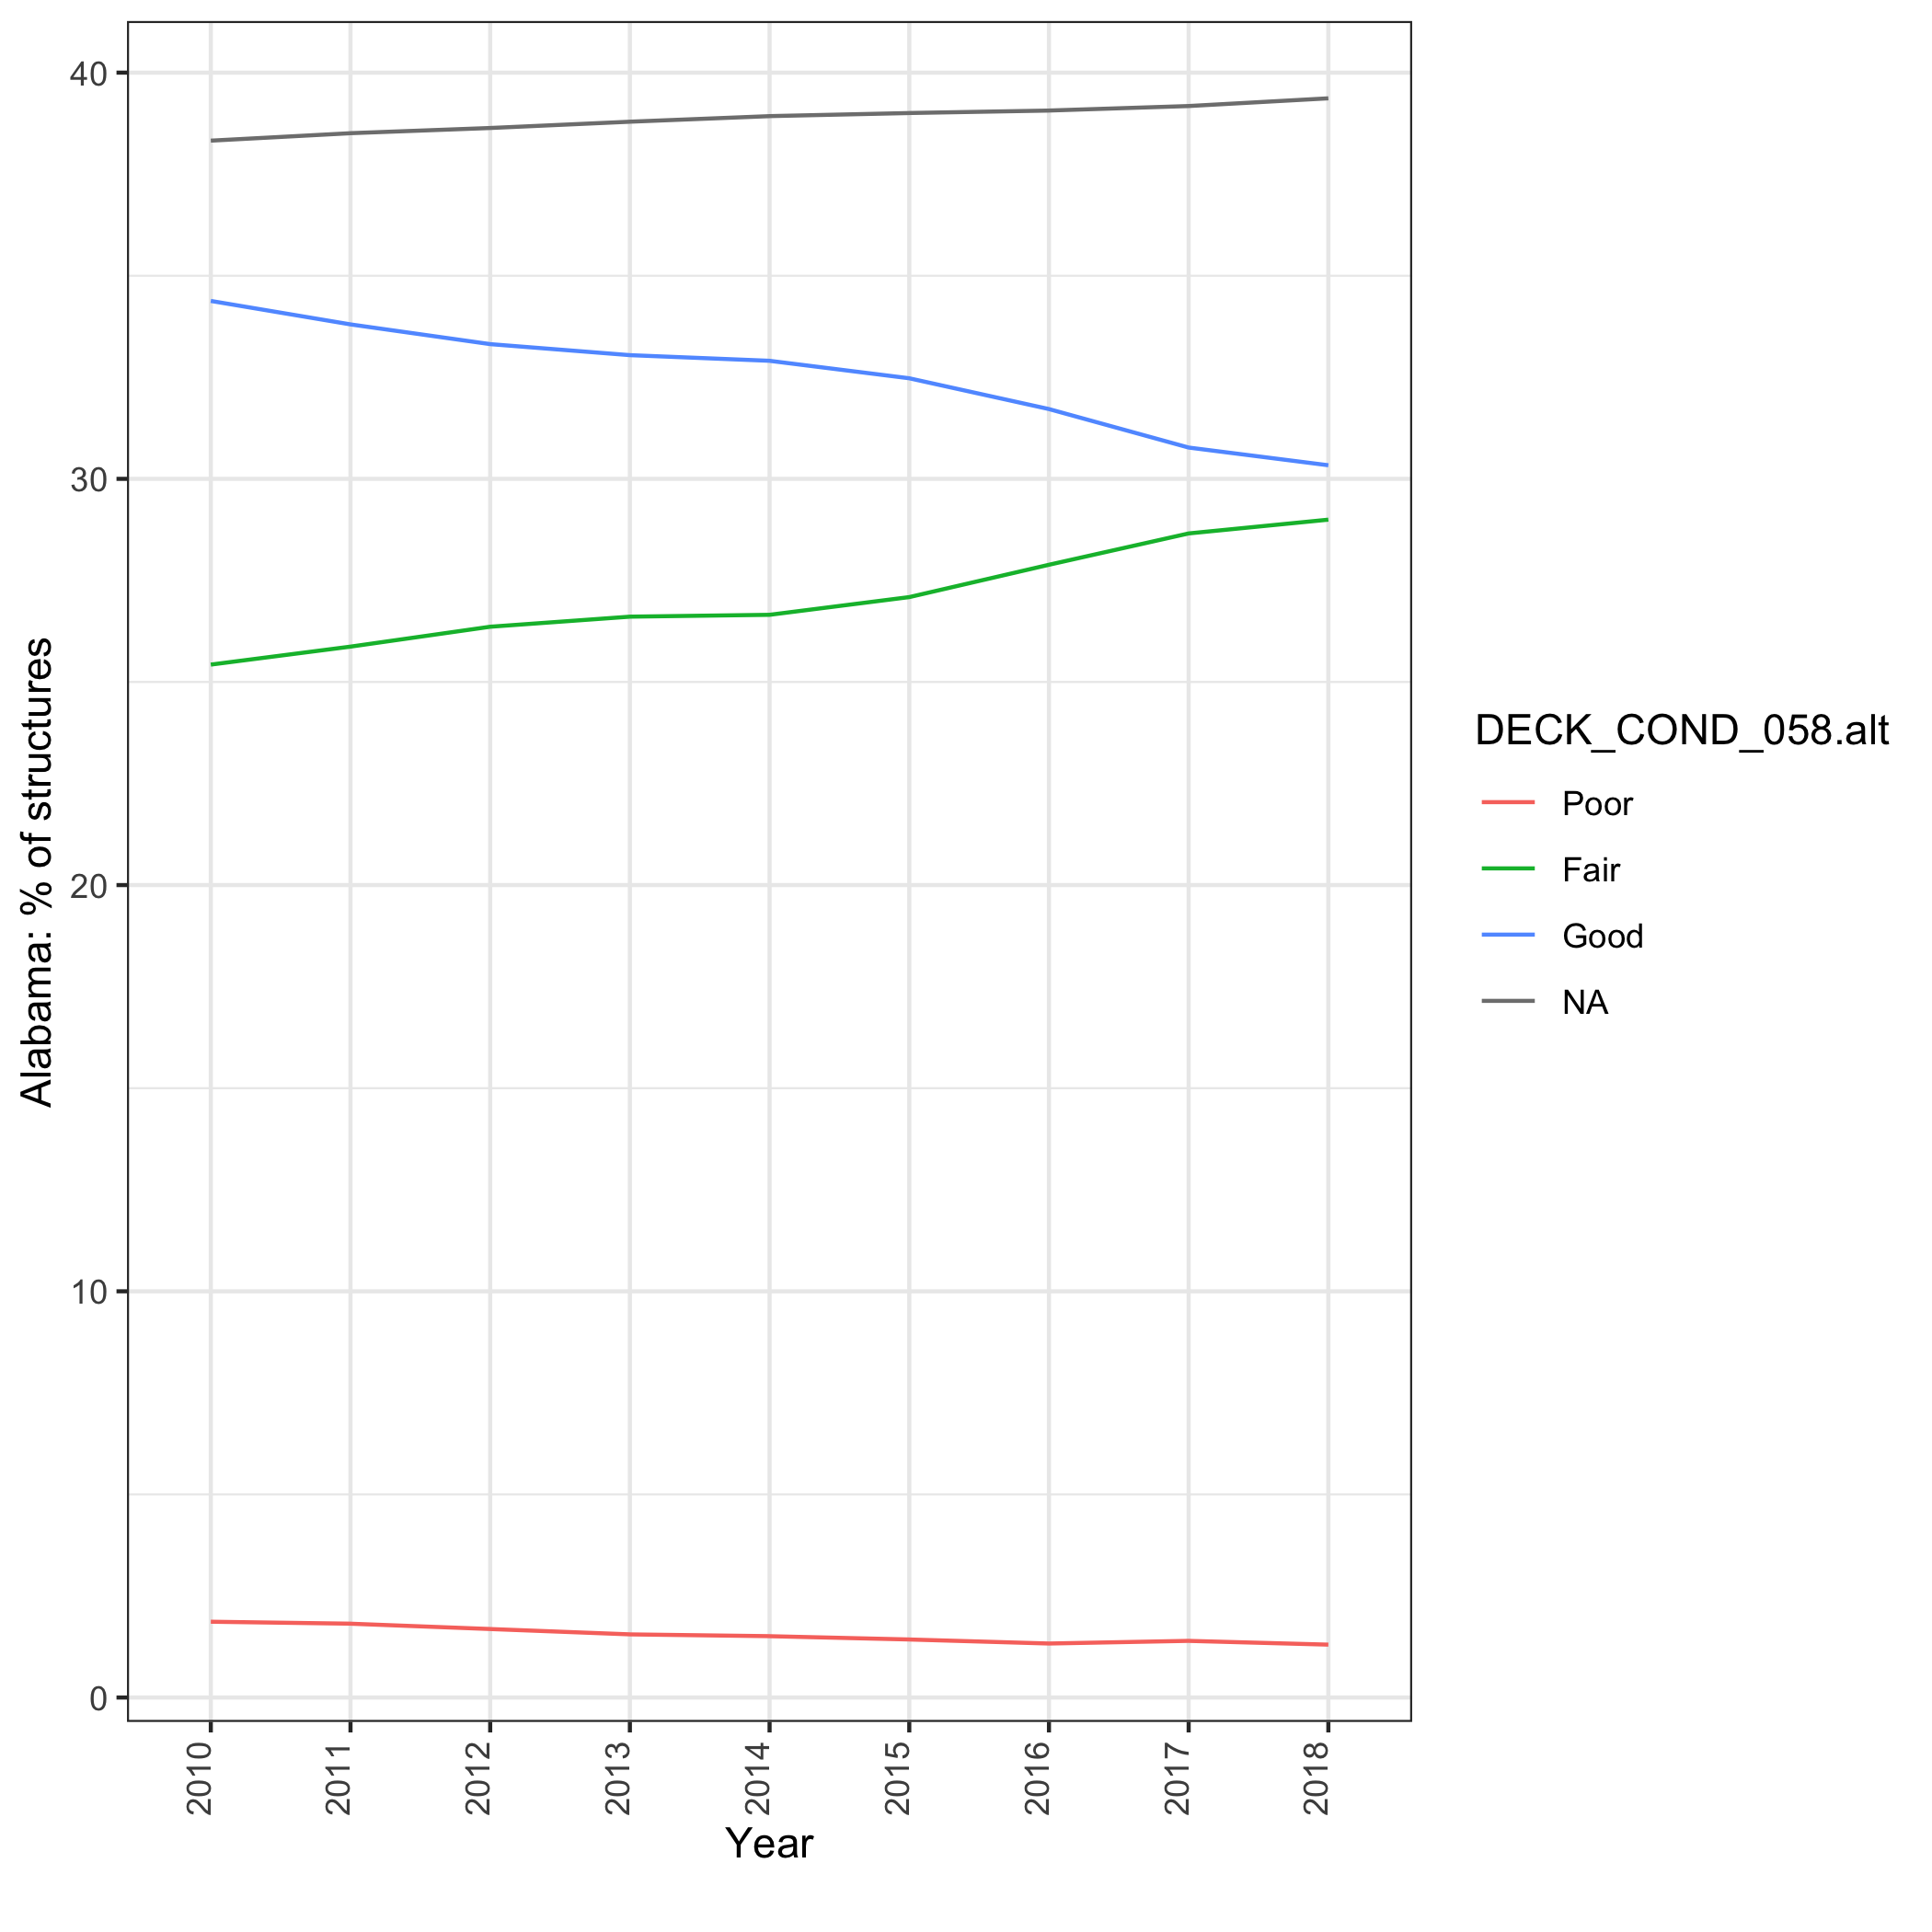 Alabama: % of structures
40
30
20
10
0
2010
2011
2012
2013
2014
2015
2016
2017
2018
Year
DECK_COND_058.alt
Poor
Fair
Good
NA